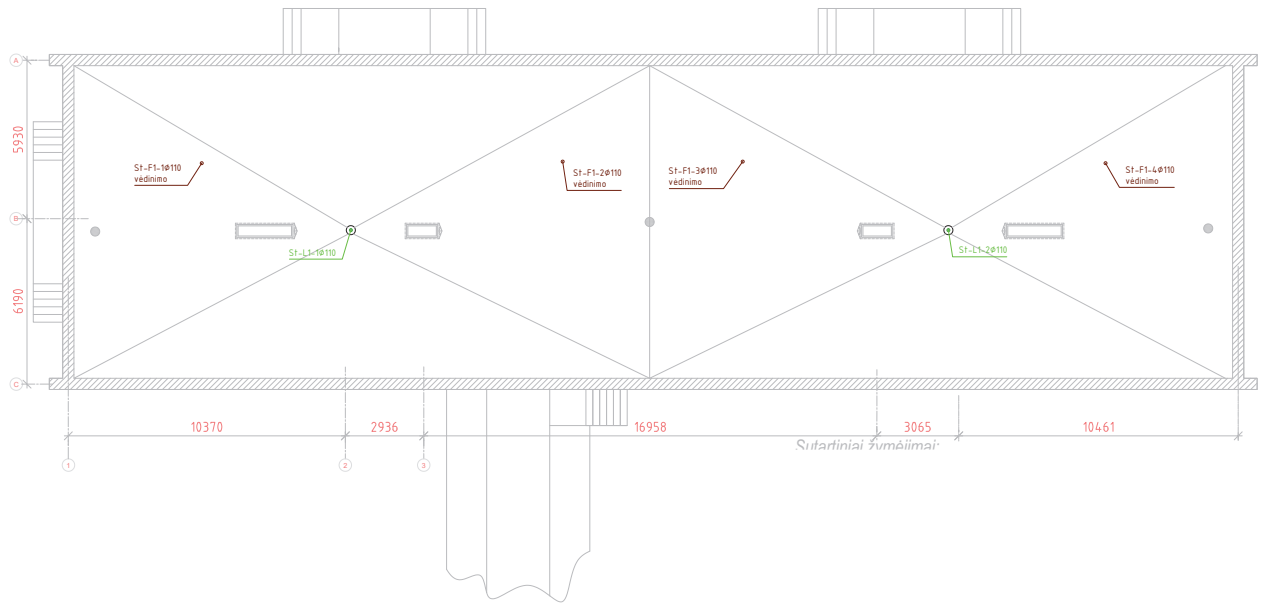 A
5930
St-F1-1Ø110
vėdinimo
St-F1-2Ø110
vėdinimo
St-F1-3Ø110
vėdinimo
St-F1-4Ø110
vėdinimo
B
St-L1-1Ø110
St-L1-2Ø110
6190
C
10370
2936
16958
3065
10461
Sutartiniai žymėjimai:
1
2
3